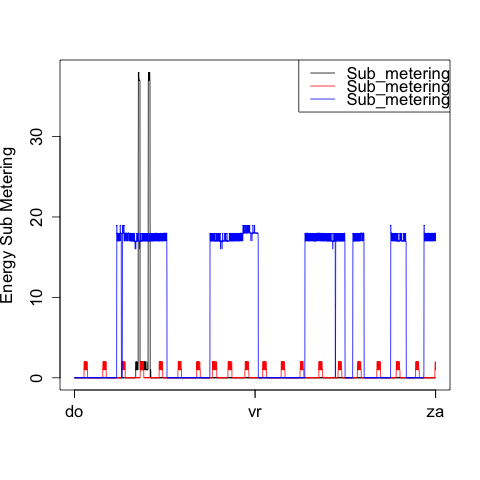 Sub_metering
Sub_metering
Sub_metering
Energy Sub Metering
30
20
10
0
do
vr
za